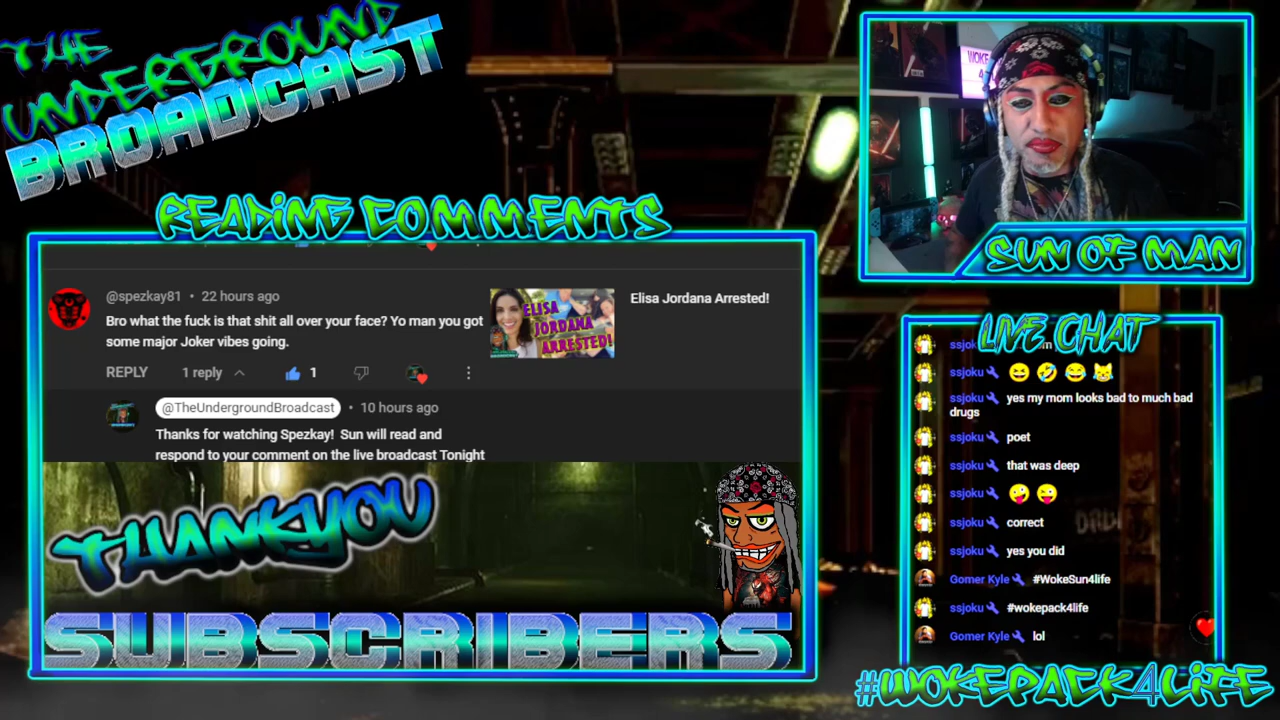 THE
UNDERGROUND
BROADCAST
READING COMMENTS
@spezkay81 • 22 hours ago
Bro what the fuck is that shit all over your face? Yo man you got
some major Joker vibes going.
REPLY 1 reply 1
ELISA
JORDANA
ARRESTED!
Elisa Jordana Arrested!
@TheUndergroundBroadcast • 10 hours ago
Thanks for watching Spezkay! Sun will read and
respond to your comment on the live broadcast Tonight
THANKYOU
SUBSCRIBERS
WOKE
SUN OF MAN
LIVE CHAT
ssjoku
ssjoku 😆 🤣 😂 😹
ssjoku yes my mom looks bad to much bad
drugs
ssjoku poet
ssjoku that was deep
ssjoku 🤪 😜
ssjoku correct
ssjoku yes you did
Gomer Kyle #WokeSun4life
ssjoku #wokepack4life
Gomer Kyle lol
#WOKEPACK4LIFE